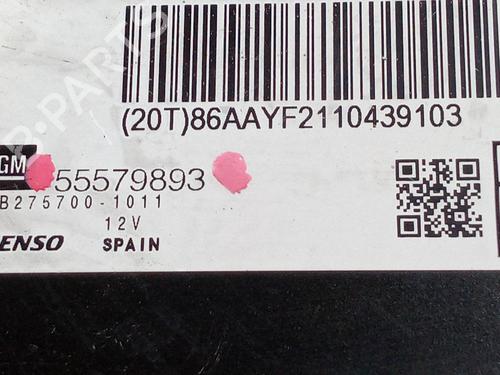 (20T)86AAYF2110439103
GM
55579893
B275700-1011
12V
ENSO SPAIN